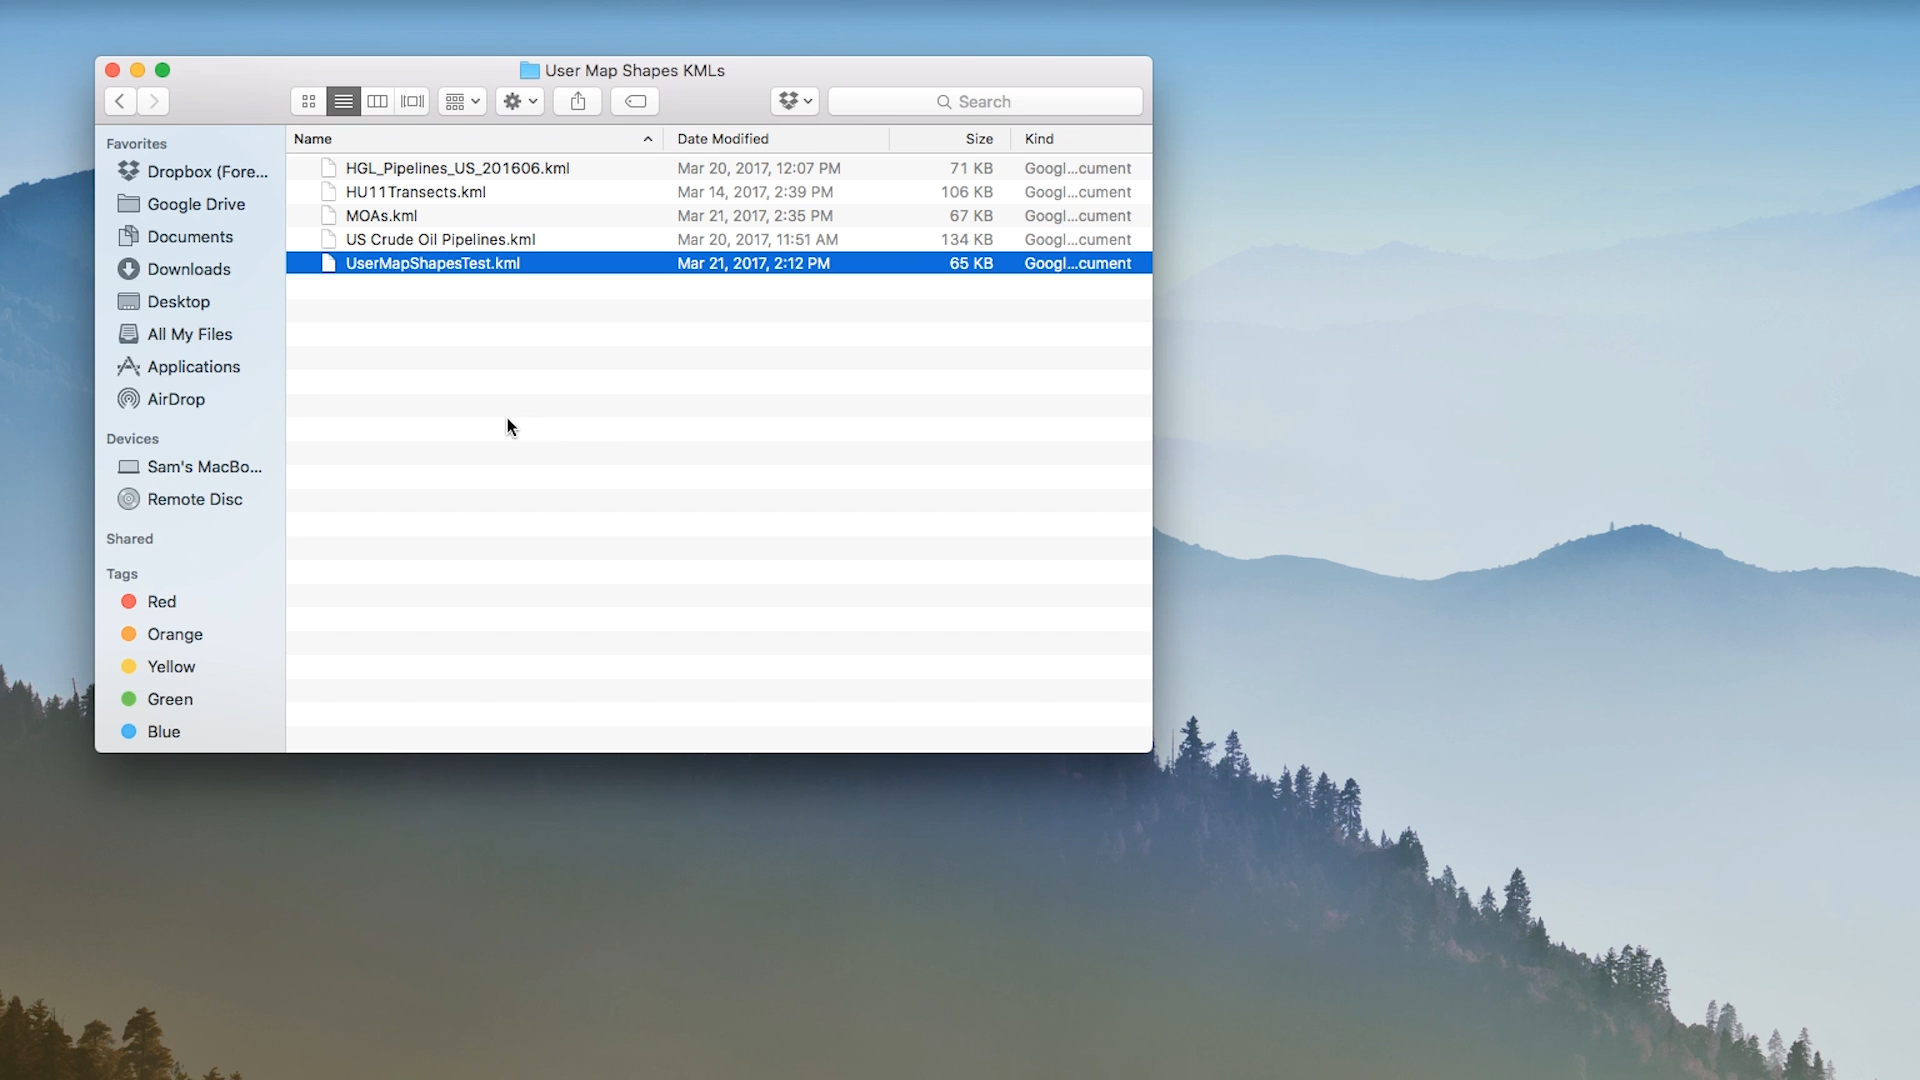 User Map Shapes KMLs
Search
Favorites
Dropbox (Fore...
Google Drive
Documents
Downloads
Desktop
All My Files
Applications
AirDrop
Devices
Sam's MacBo...
Remote Disc
Shared
Tags
Red
Orange
Yellow
Green
Blue
Name Date Modified Size Kind
HGL_Pipelines_US_201606.kml Mar 20, 2017, 12:07 PM 71 KB Googl...cument
HU11Transects.kml Mar 14, 2017, 2:39 PM 106 KB Googl...cument
MOAs.kml Mar 21, 2017, 2:35 PM 67 KB Googl...cument
US Crude Oil Pipelines.kml Mar 20, 2017, 11:51 AM 134 KB Googl...cument
UserMapShapesTest.kml Mar 21, 2017, 2:12 PM 65 KB Googl...cument